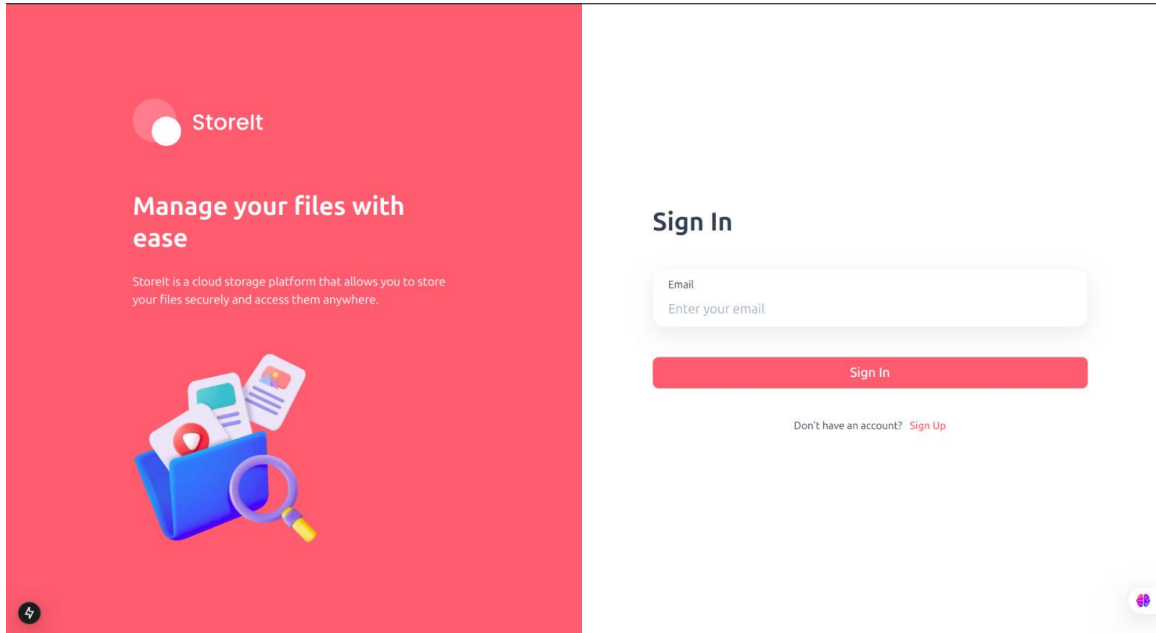 StoreIt
Manage your files with
ease
StoreIt is a cloud storage platform that allows you to store
your files securely and access them anywhere.
Sign In
Email
Enter your email
Sign In
Don't have an account? Sign Up